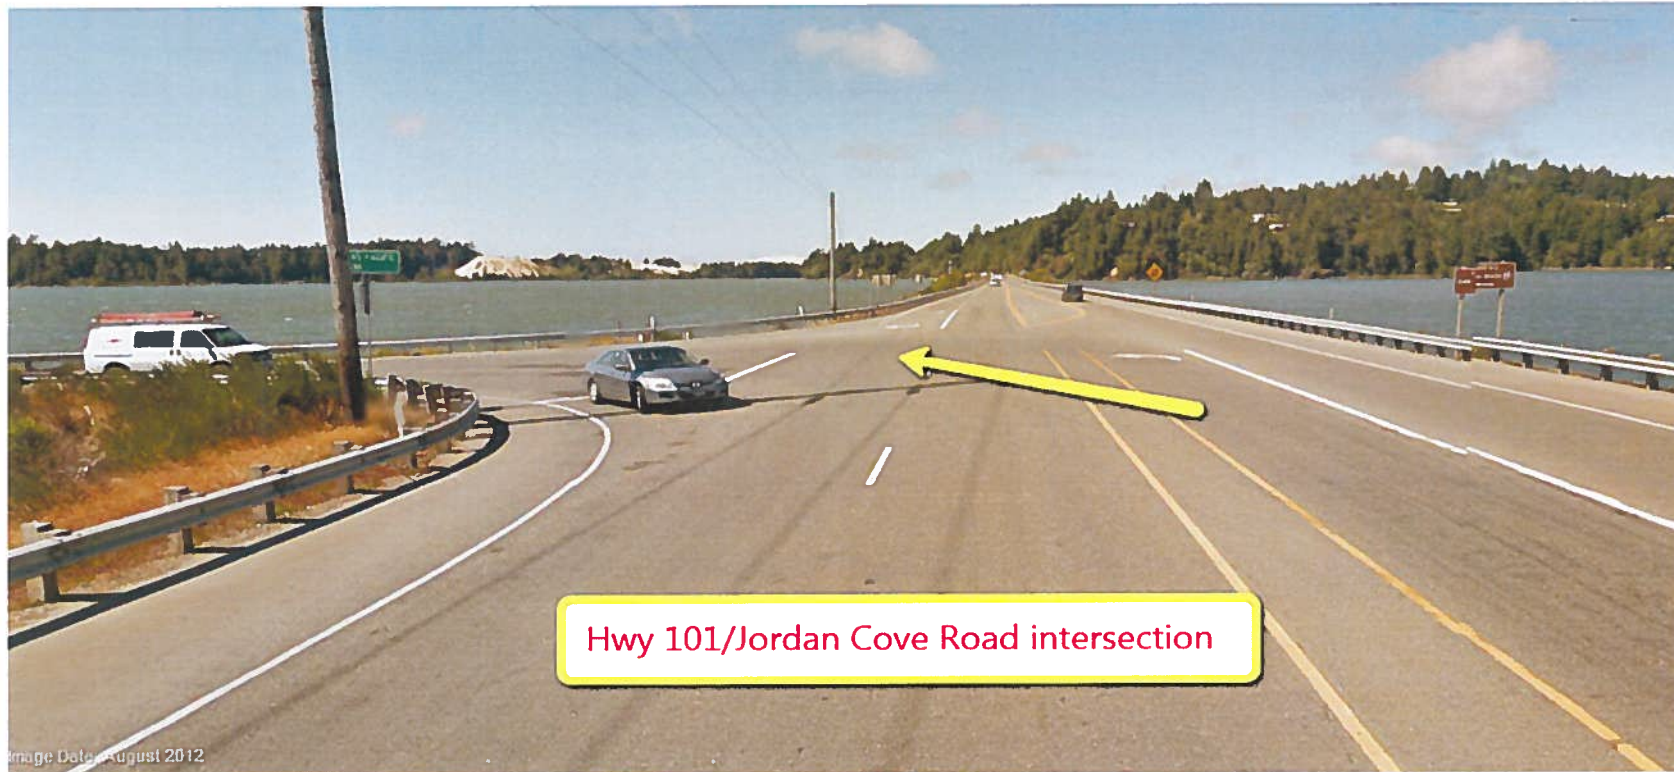 Hwy 101/Jordan Cove Road intersection
Image Date: August 2012